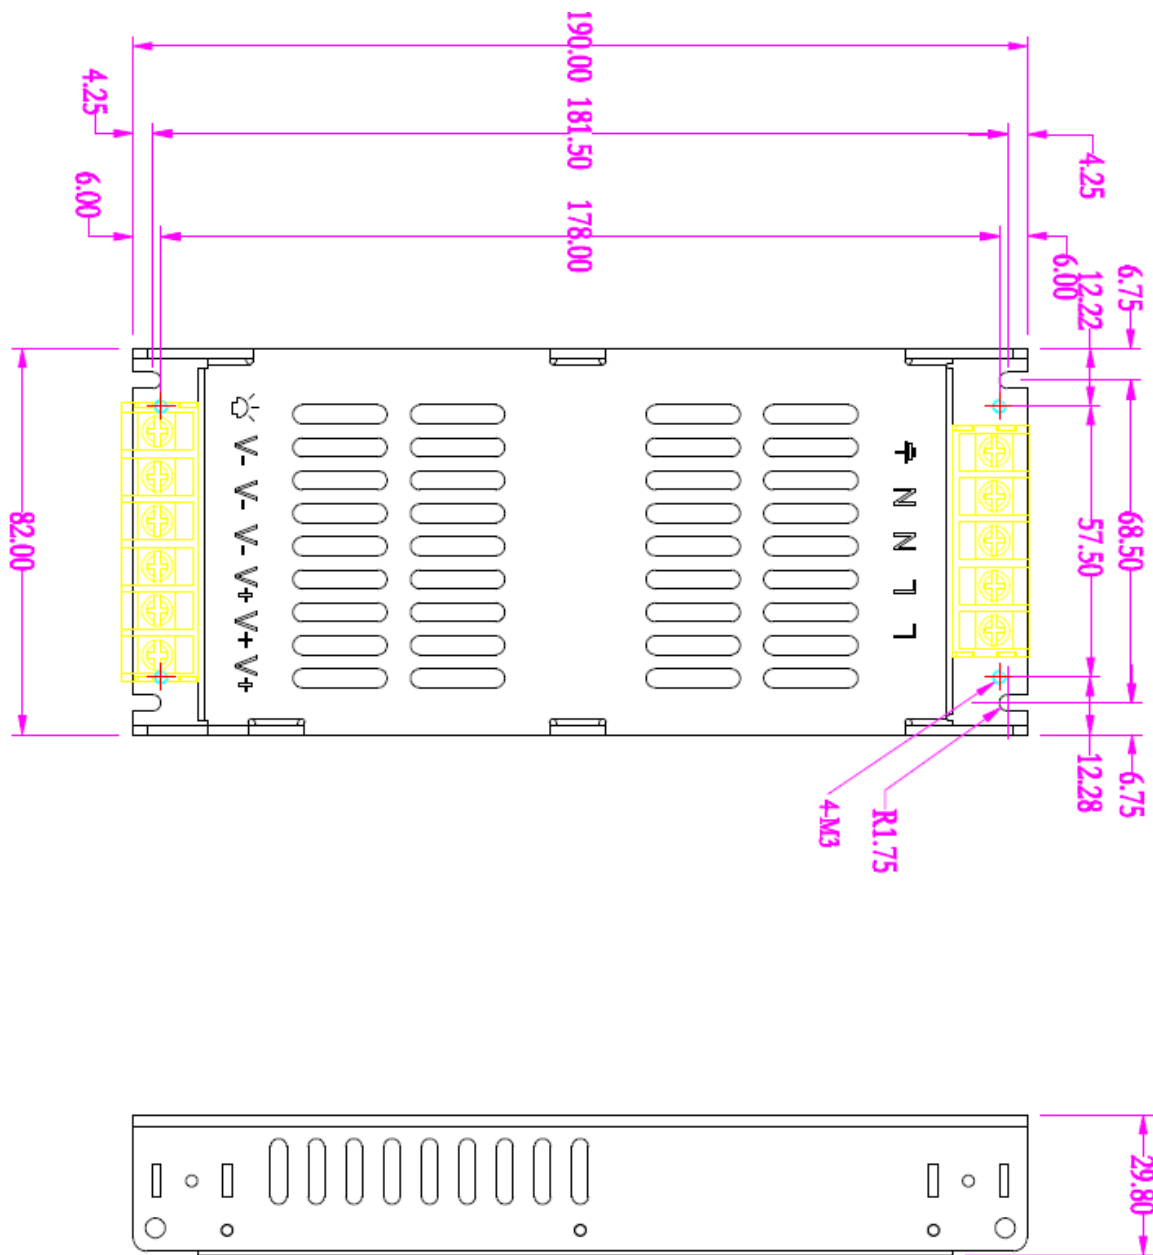 190.00
4.25
181.50
4.25
6.00
178.00
6.00
12.22
6.75
V-
V-
V-
V+
V+
V+
N
N
L
L
82.00
57.50
68.50
12.28
6.75
4-M3
R1.75
29.80